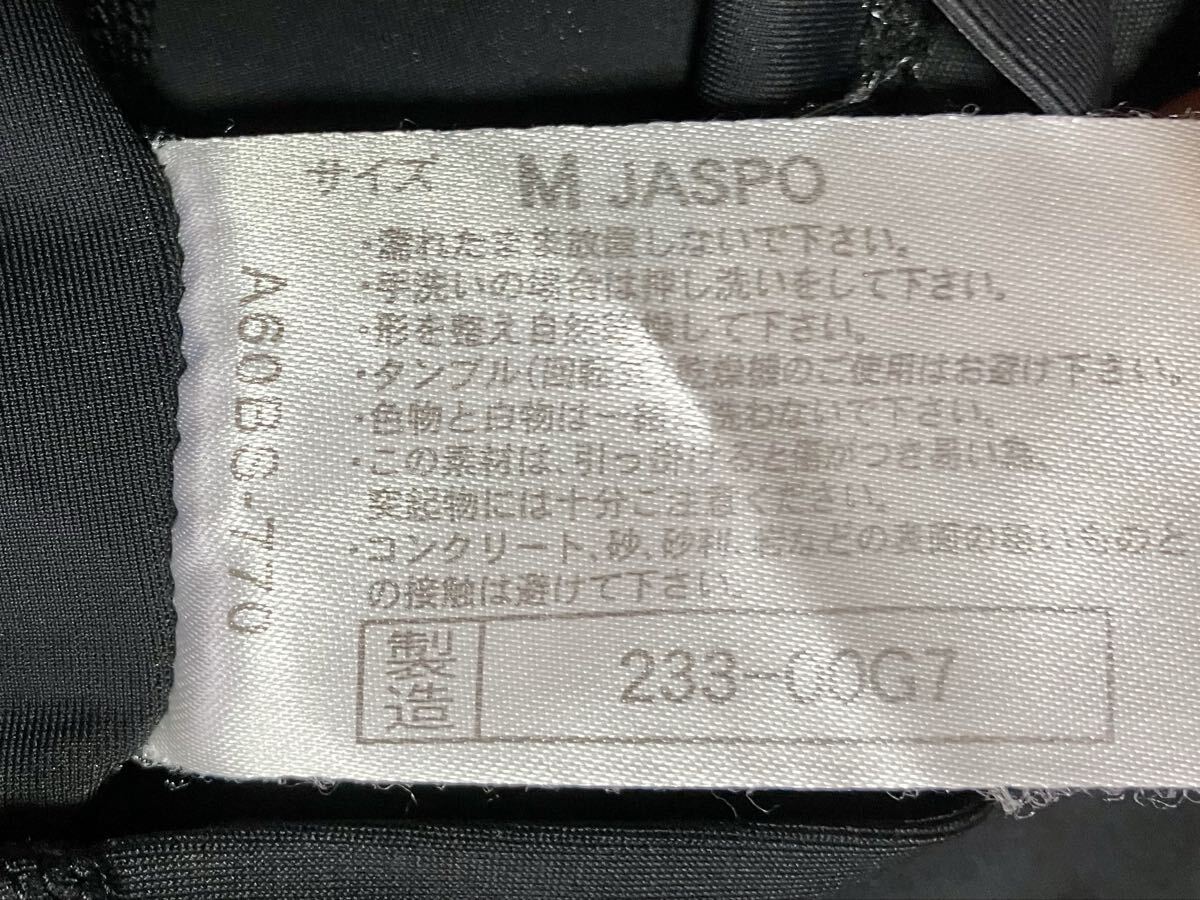 サイズ M JASPO
・濡れたまま放置しないで下さい。
・手洗いの場合は押し洗いをして下さい。
・形を整え自然乾燥して下さい。
・タンブル(回転 乾燥機のご使用はお避け下さい。
・色物と白物は一緒に洗わないで下さい。
・この素材は、引っ掛けると傷がつき易い為、
突起物には十分ご注意ください。
・コンクリート、砂、砂利、岩などの表面の粗いものと
の接触は避けて下さい。
製造 233-00G7
-770